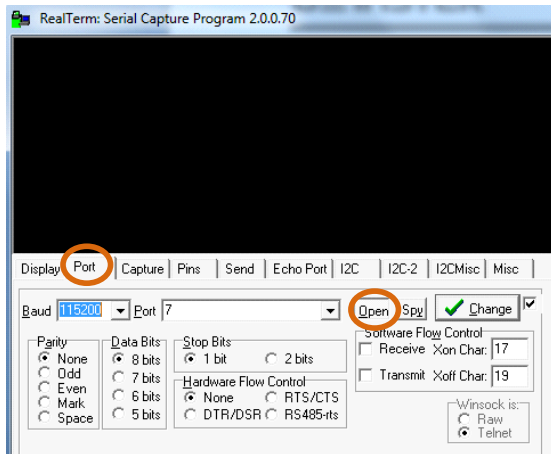 RealTerm: Serial Capture Program 2.0.0.70
Display Port Capture Pins Send Echo Port I2C I2C-2 I2CMisc Misc
Baud 115200 Port 7 Open Spy Change
Parity
None
Odd
Even
Mark
Space
Data Bits
8 bits
7 bits
6 bits
5 bits
Stop Bits
1 bit 2 bits
Hardware Flow Control
None RTS/CTS
DTR/DSR RS485-rts
Software Flow Control
Receive Xon Char: 17
Transmit Xoff Char: 19
Winsock is:
Raw
Telnet